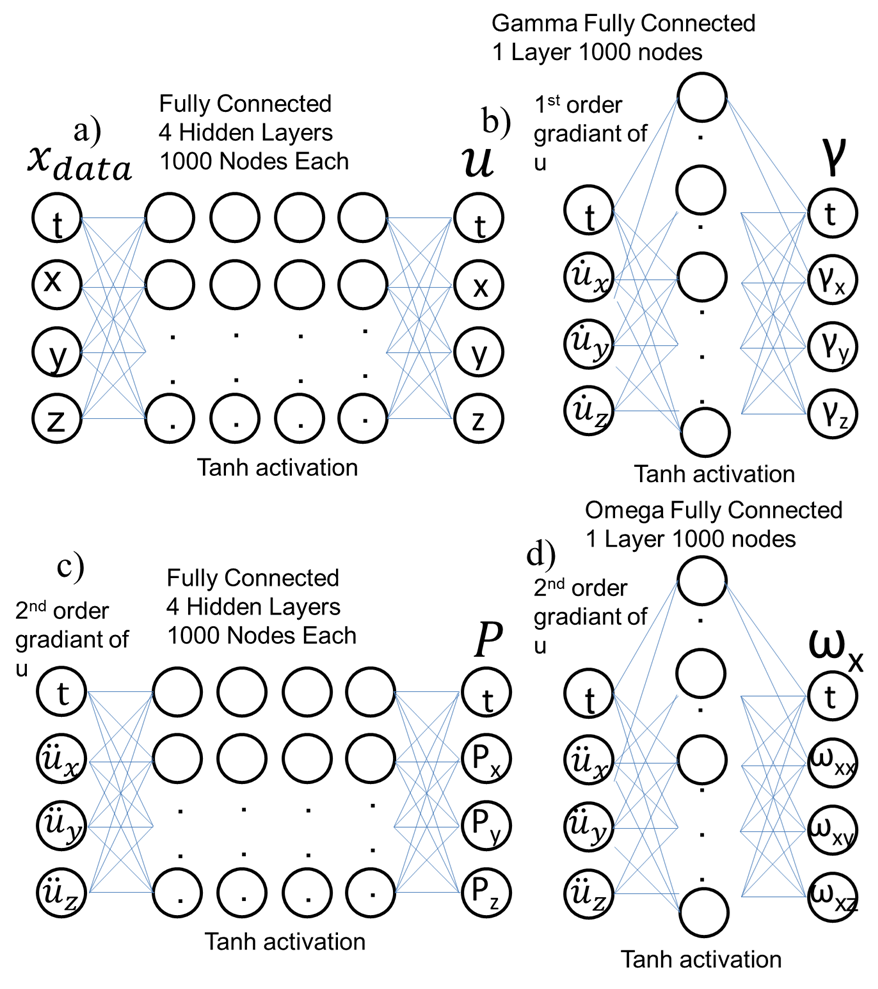 a)
Fully Connected
4 Hidden Layers
1000 Nodes Each
x_data
u
t
x
y
z
t
x
y
z
Tanh activation
b)
Gamma Fully Connected
1 Layer 1000 nodes
1st order
gradiant of
u
γ
t
u̇_x
u̇_y
u̇_z
t
γ_x
γ_y
γ_z
Tanh activation
c)
Fully Connected
4 Hidden Layers
1000 Nodes Each
2nd order
gradiant of
u
P
t
ü_x
ü_y
ü_z
t
P_x
P_y
P_z
Tanh activation
d)
Omega Fully Connected
1 Layer 1000 nodes
2nd order
gradiant of
u
ω_x
t
ü_x
ü_y
ü_z
t
ω_xx
ω_xy
ω_xz
Tanh activation